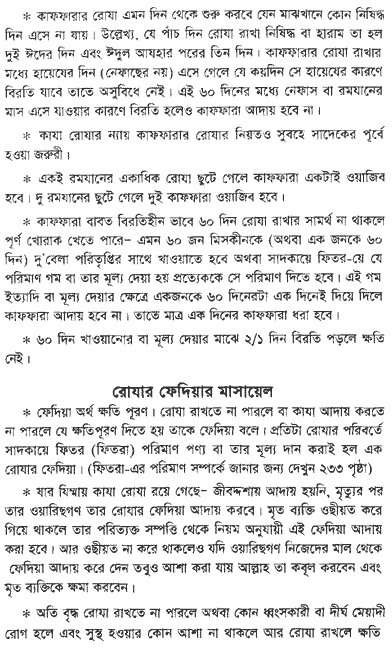 * কাফফারার রোযা এমন দিন থেকে শুরু করবে যেন মাঝখানে কোন নিষিদ্ধ
দিন এসে না যায়। উল্লেখ্য, যে পাঁচ দিন রোযা রাখা নিষিদ্ধ বা হারাম তা হল
দুই ঈদের দিন এবং ঈদুল আযহার পরের তিন দিন। কাফফারার রোযা রাখার
মধ্যে হায়েযের দিন (নেফাছের নয়) এসে গেলে যে কয়দিন সে হায়েযের কারণে
বিরতি যাবে তাতে অসুবিধে নেই। এই ৬০ দিনের মধ্যে নেফাস বা রমযানের
মাস এসে যাওয়ার কারণে বিরতি হলেও কাফফারা আদায় হবে না।
* কাযা রোযার ন্যায় কাফফারার রোযার নিয়তও সুবহে সাদেকের পূর্বে
হওয়া জরুরী।
* একই রমযানের একাধিক রোযা ছুটে গেলে কাফফারা একটাই ওয়াজিব
হবে। দু রমযানের ছুটে গেলে দুই কাফফারা ওয়াজিব হবে।
* কাফফারা বাবত বিরতিহীন ভাবে ৬০ দিন রোযা রাখার সামর্থ না থাকলে
পূর্ণ খোরাক খেতে পারে- এমন ৬০ জন মিসকীনকে (অথবা এক জনকে ৬০
দিন) দু'বেলা পরিতৃপ্তির সাথে খাওয়াতে হবে অথবা সাদকায়ে ফিতর-য়ে যে
পরিমাণ গম বা তার মূল্য দেয়া হয় প্রত্যেককে সে পরিমাণ দিতে হবে। এই গম
ইত্যাদি বা মূল্য দেয়ার ক্ষেত্রে একজনকে ৬০ দিনেরটা এক দিনেই দিয়ে দিলে
কাফফারা আদায় হবে না। তাতে মাত্র এক দিনের কাফফারা ধরা হবে।
* ৬০ দিন খাওয়ানোর বা মূল্য দেয়ার মাঝে ২/১ দিন বিরতি পড়লে ক্ষতি
নেই।
রোযার ফেদিয়ার মাসায়েল
* ফেদিয়া অর্থ ক্ষতি পূরণ। রোযা রাখতে না পারলে বা কাযা আদায় করতে
না পারলে যে ক্ষতিপূরণ দিতে হয় তাকে ফেদিয়া বলে। প্রতিটা রোযার পরিবর্তে
সাদকায়ে ফিতর (ফিতরা) পরিমাণ পণ্য বা তার মূল্য দান করাই হল এক
রোযার ফেদিয়া। (ফিতরা-এর পরিমাণ সম্পর্কে জানার জন্য দেখুন ২৩৩ পৃষ্ঠা)
* যার যিম্মায় কাযা রোযা রয়ে গেছে- জীবদ্দশায় আদায় হয়নি, মৃত্যুর পর
তার ওয়ারিছগণ তার রোযার ফেদিয়া আদায় করবে। মৃত ব্যক্তি ওছীয়ত করে
গিয়ে থাকলে তার পরিত্যক্ত সম্পত্তি থেকে নিয়ম অনুযায়ী এই ফেদিয়া আদায়
করা হবে। আর ওছীয়ত না করে থাকলেও যদি ওয়ারিছগণ নিজেদের মাল থেকে
ফেদিয়া আদায় করে দেন তবুও আশা করা যায় আল্লাহ তা কবূল করবেন এবং
মৃত ব্যক্তিকে ক্ষমা করবেন।
* অতি বৃদ্ধ রোযা রাখতে না পারলে অথবা কোন ধ্বংসকারী বা দীর্ঘ মেয়াদী
রোগ হলে এবং সুস্থ হওয়ার কোন আশা না থাকলে আর রোযা রাখলে ক্ষতি